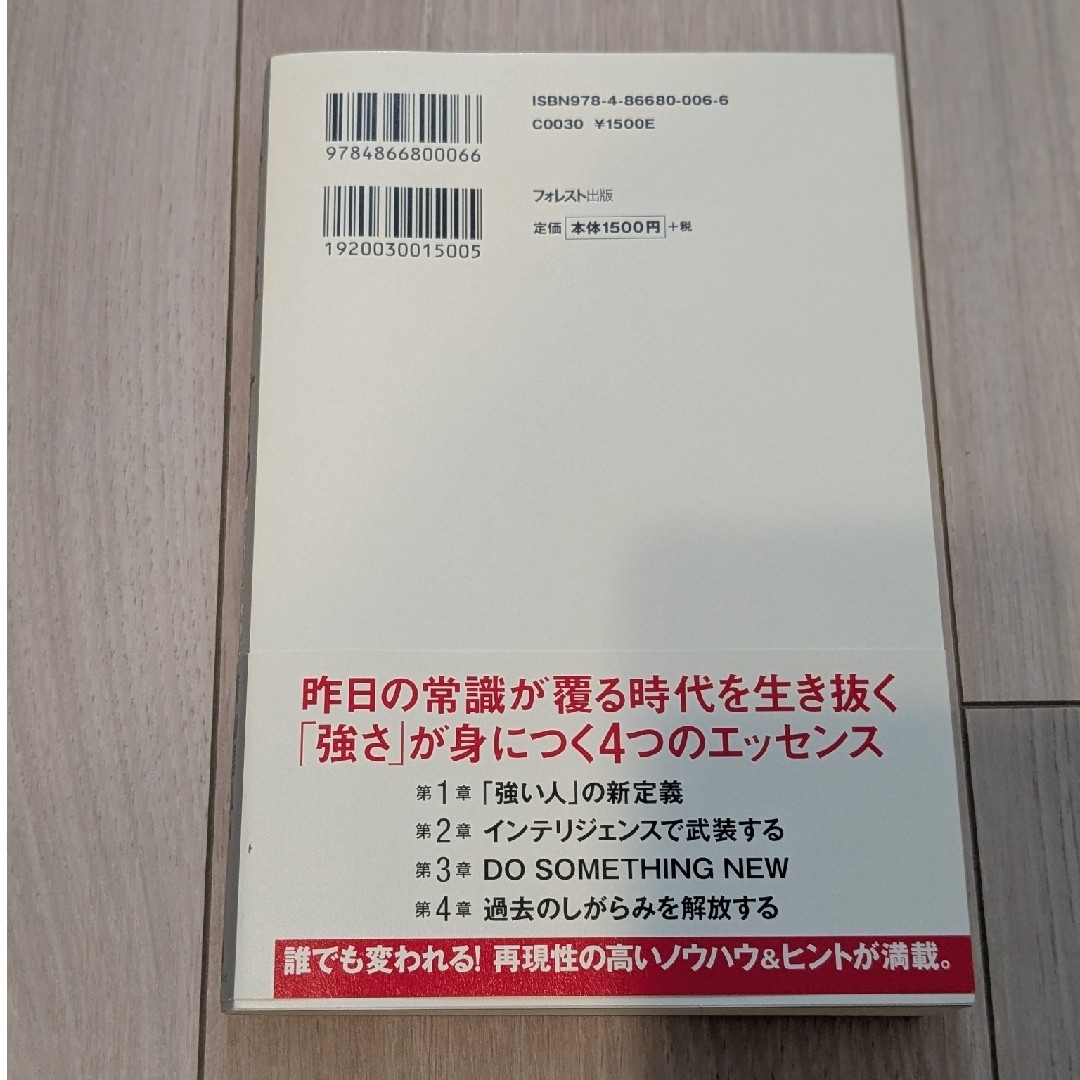 ISBN978-4-86680-006-6
C0030 ¥1500E
9784866800066
フォレスト出版
定価 本体1500円 +税
1920030015005
昨日の常識が覆る時代を生き抜く
「強さ」が身につく4つのエッセンス
第1章 「強い人」の新定義
第2章 インテリジェンスで武装する
第3章 DO SOMETHING NEW
第4章 過去のしがらみを解放する
誰でも変われる! 再現性の高いノウハウ&ヒントが満載。